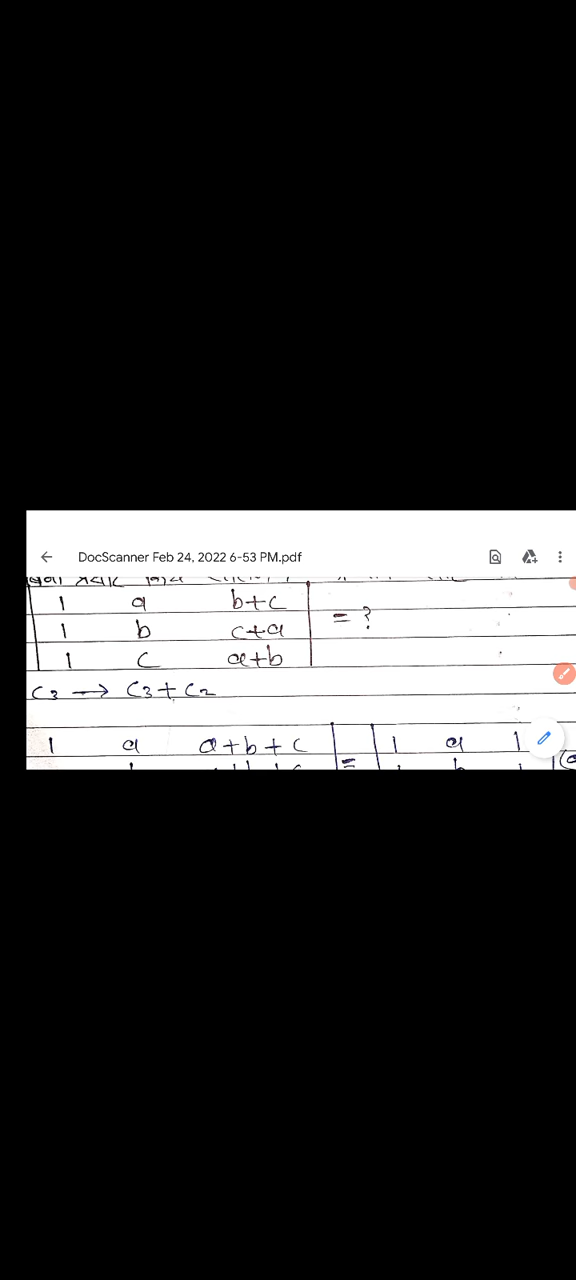 DocScanner Feb 24, 2022 6-53 PM.pdf
1 a b+c
1 b c+a = ?
1 c a+b
C3 → C3 + C2
1 a a+b+c = 1 a 1